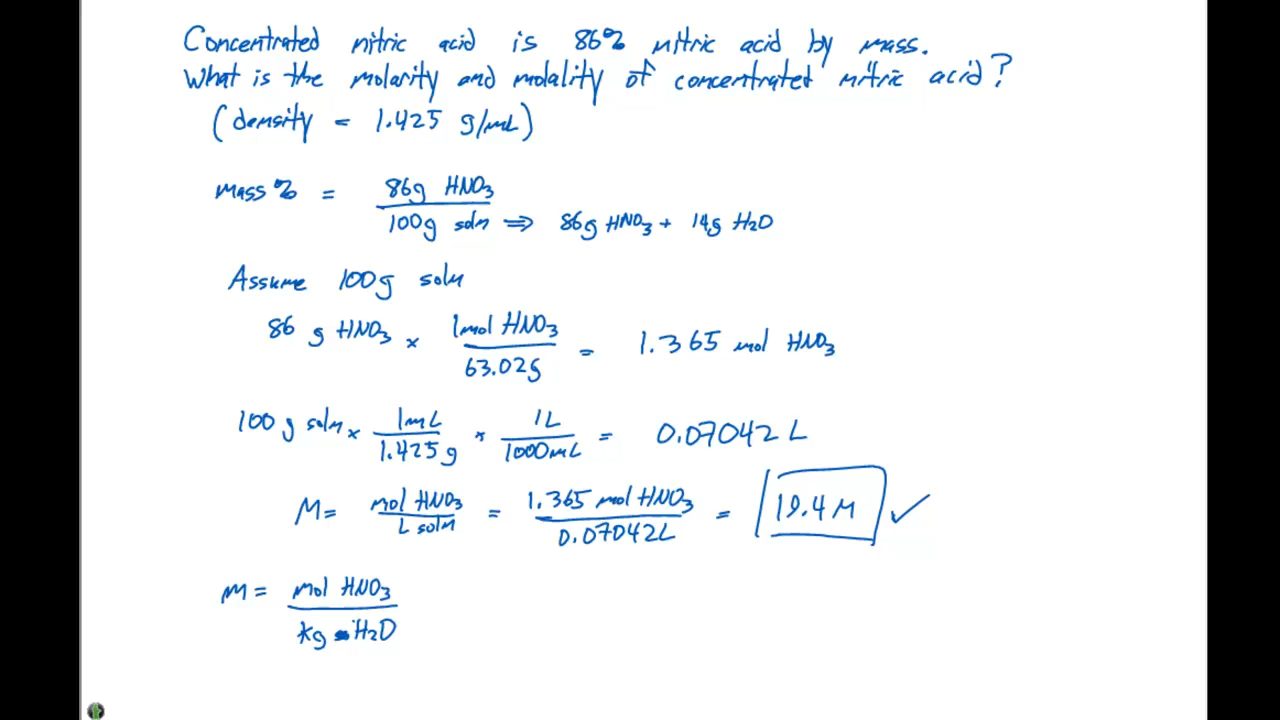 Concentrated nitric acid is 86% nitric acid by mass.
What is the molarity and molality of concentrated nitric acid?
(density = 1.425 g/mL)
mass % = 86g HNO3 / 100g soln ⇒ 86g HNO3 + 14g H2O
Assume 100g soln
86 g HNO3 × 1mol HNO3 / 63.02g = 1.365 mol HNO3
100 g soln × 1mL / 1.425g × 1L / 1000mL = 0.07042 L
M = mol HNO3 / L soln = 1.365 mol HNO3 / 0.07042L = 19.4 M ✓
m = mol HNO3 / kg H2O